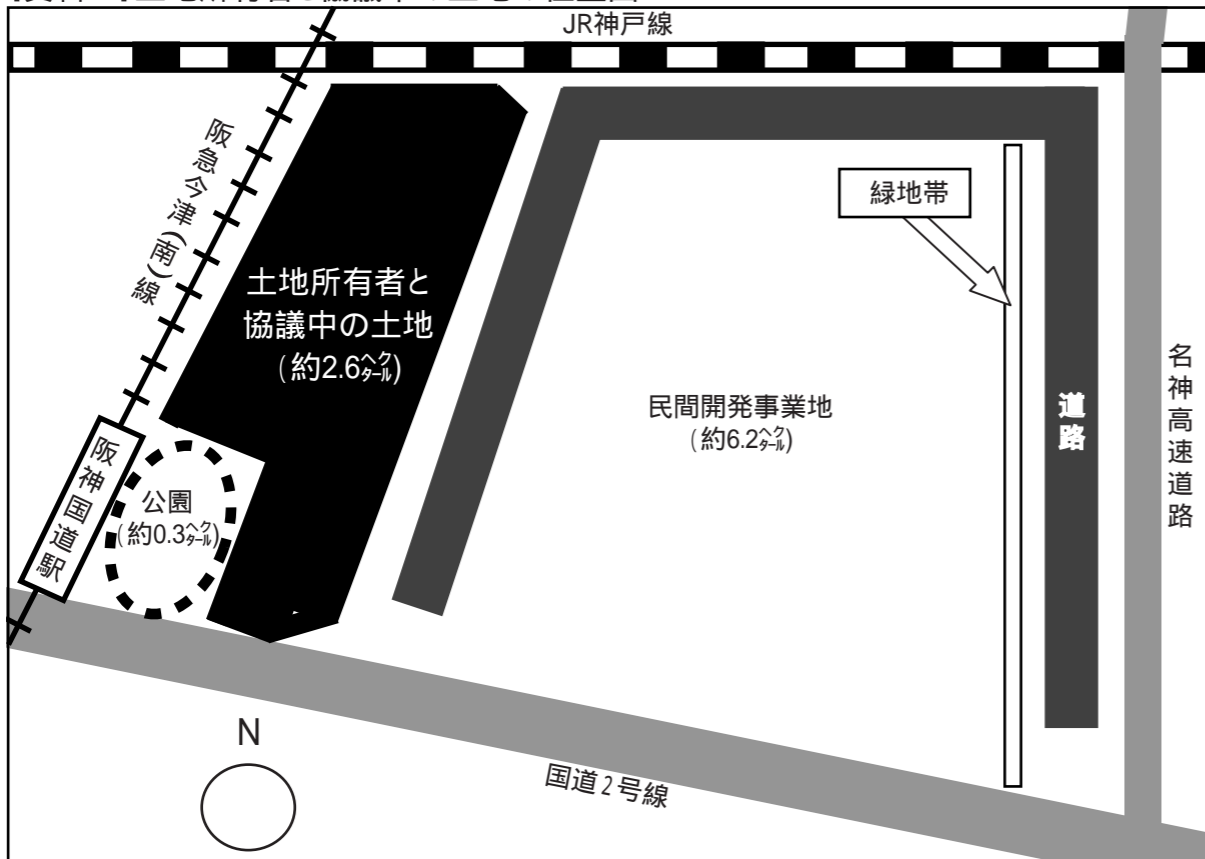 JR神戸線
阪急今津(南)線
緑地帯
土地所有者と
協議中の土地
(約2.6ヘクタール)
民間開発事業地
(約6.2ヘクタール)
道路
名神高速道路
阪神国道駅
公園
(約0.3ヘクタール)
N
国道2号線